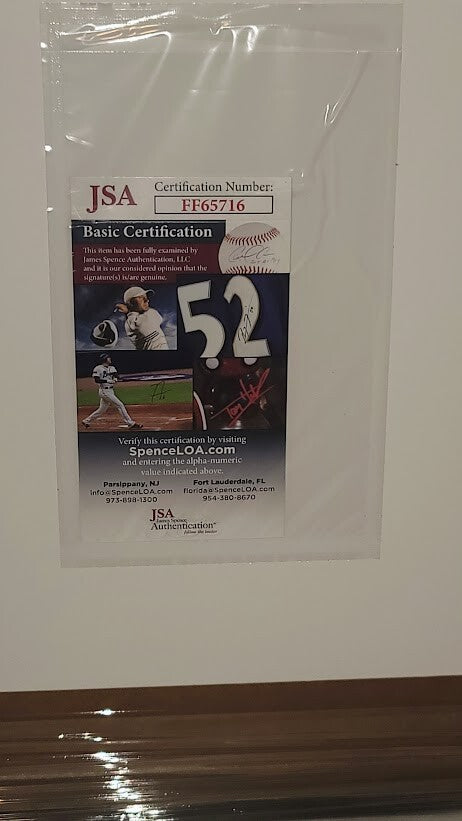 JSA
Certification Number:
FF65716
Basic Certification
This item has been fully examined by
James Spence Authentication, LLC
and it is our considered opinion that the
signature(s) is/are genuine.
52
Verify this certification by visiting
SpenceLOA.com
and entering the alpha-numeric
value indicated above.
Parsippany, NJ
info@SpenceLOA.com
973-898-1300
Fort Lauderdale, FL
florida@SpenceLOA.com
954-380-8670
JSA
James Spence
Authentication
follow the leader